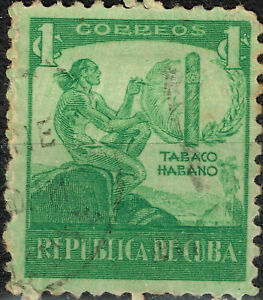 CORREOS
1¢ 1¢
TABACO
HABANO
REPUBLICA DE CUBA